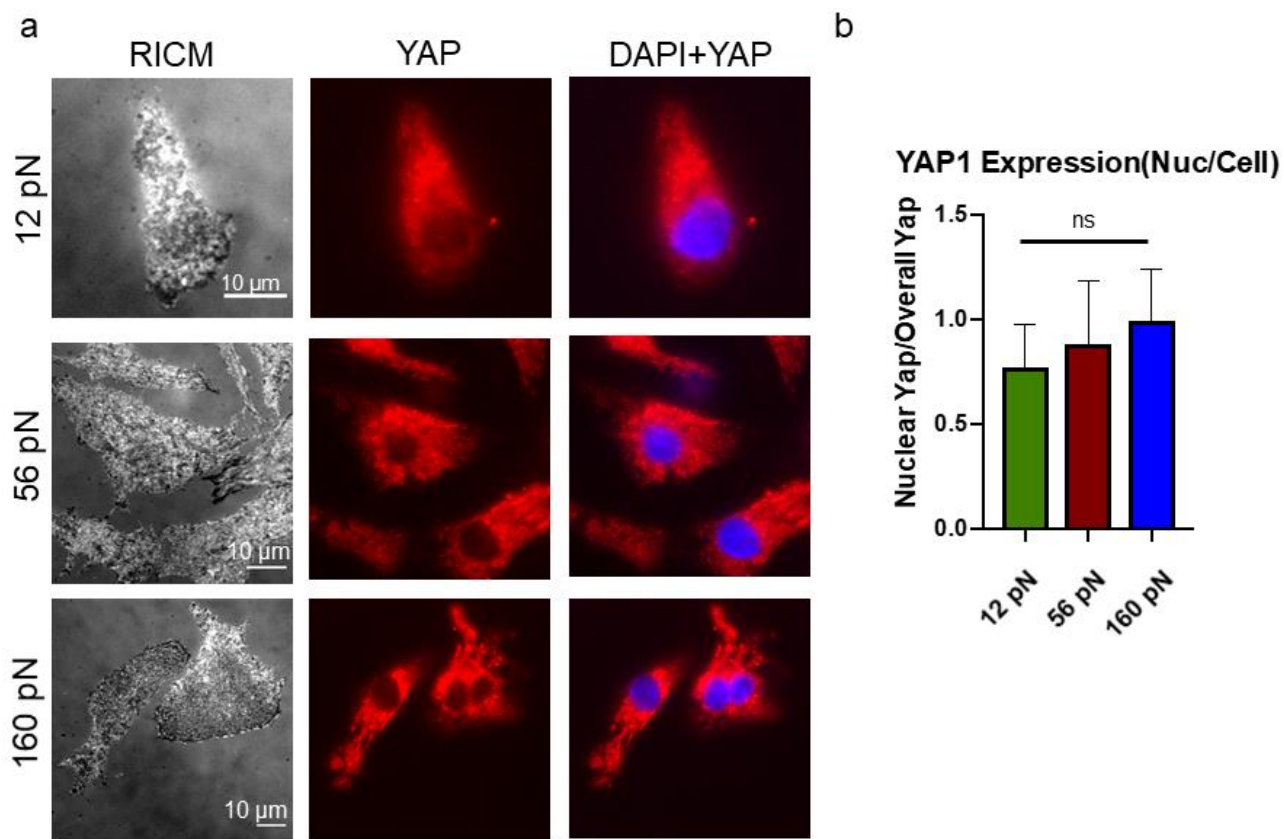 a
RICM
YAP
DAPI+YAP
12 pN
10 µm
56 pN
10 µm
160 pN
10 µm
b
YAP1 Expression(Nuc/Cell)
Nuclear Yap/Overall Yap
1.5
1.0
0.5
0.0
ns
12 pN
56 pN
160 pN